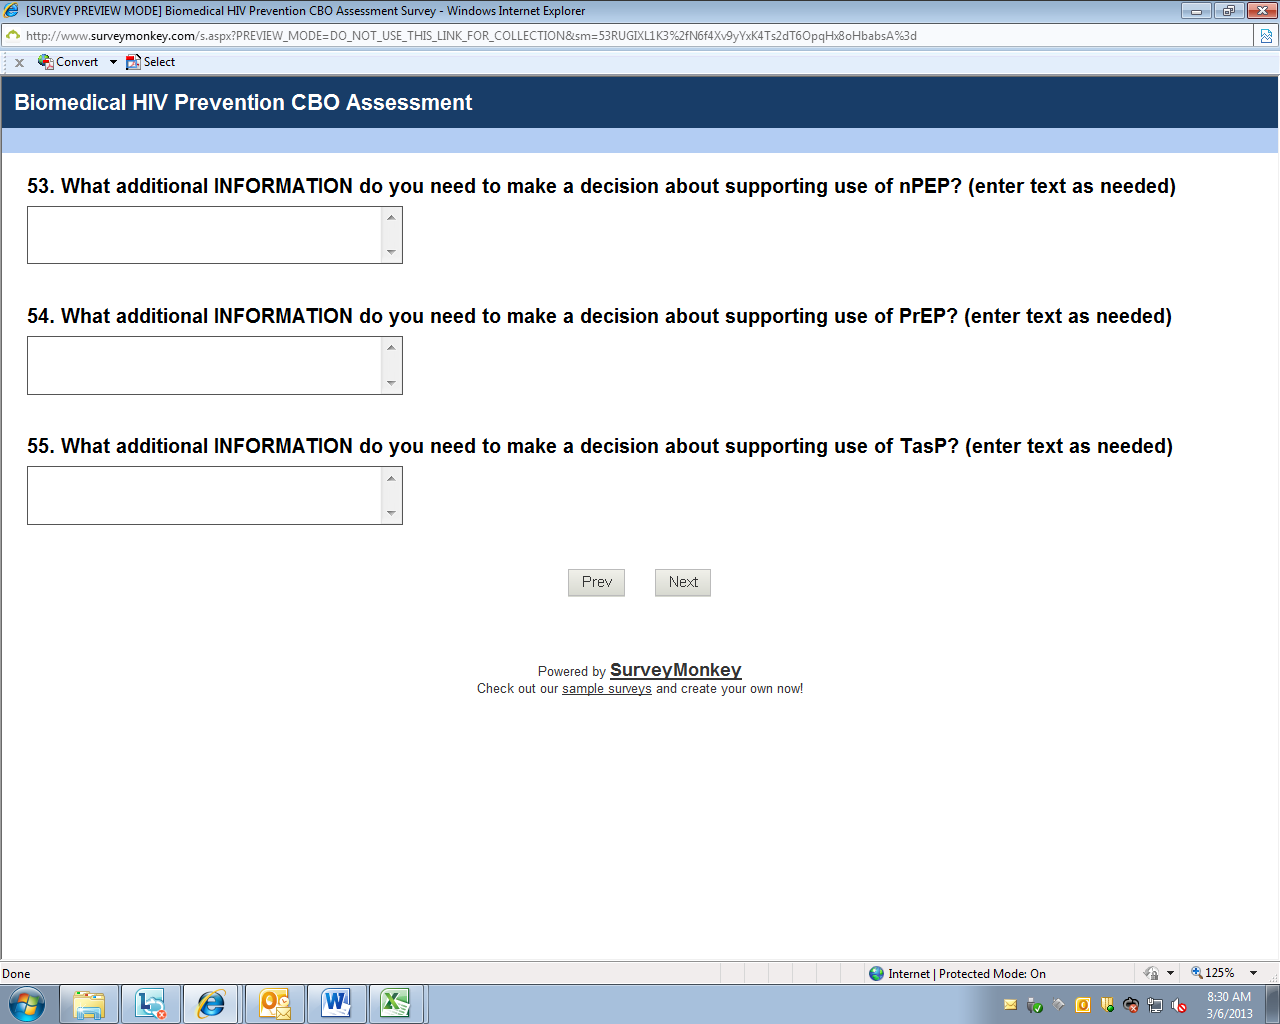 [SURVEY PREVIEW MODE] Biomedical HIV Prevention CBO Assessment Survey - Windows Internet Explorer
http://www.surveymonkey.com/s.aspx?PREVIEW_MODE=DO_NOT_USE_THIS_LINK_FOR_COLLECTION&sm=53RUGIXL1K3%2fN6f4Xv9yYxK4Ts2dT6OpqHx8oHbabsA%3d
x Convert Select
Biomedical HIV Prevention CBO Assessment
53. What additional INFORMATION do you need to make a decision about supporting use of nPEP? (enter text as needed)
54. What additional INFORMATION do you need to make a decision about supporting use of PrEP? (enter text as needed)
55. What additional INFORMATION do you need to make a decision about supporting use of TasP? (enter text as needed)
Prev Next
Powered by SurveyMonkey
Check out our sample surveys and create your own now!
Done Internet | Protected Mode: On 125%
8:30 AM
3/6/2013